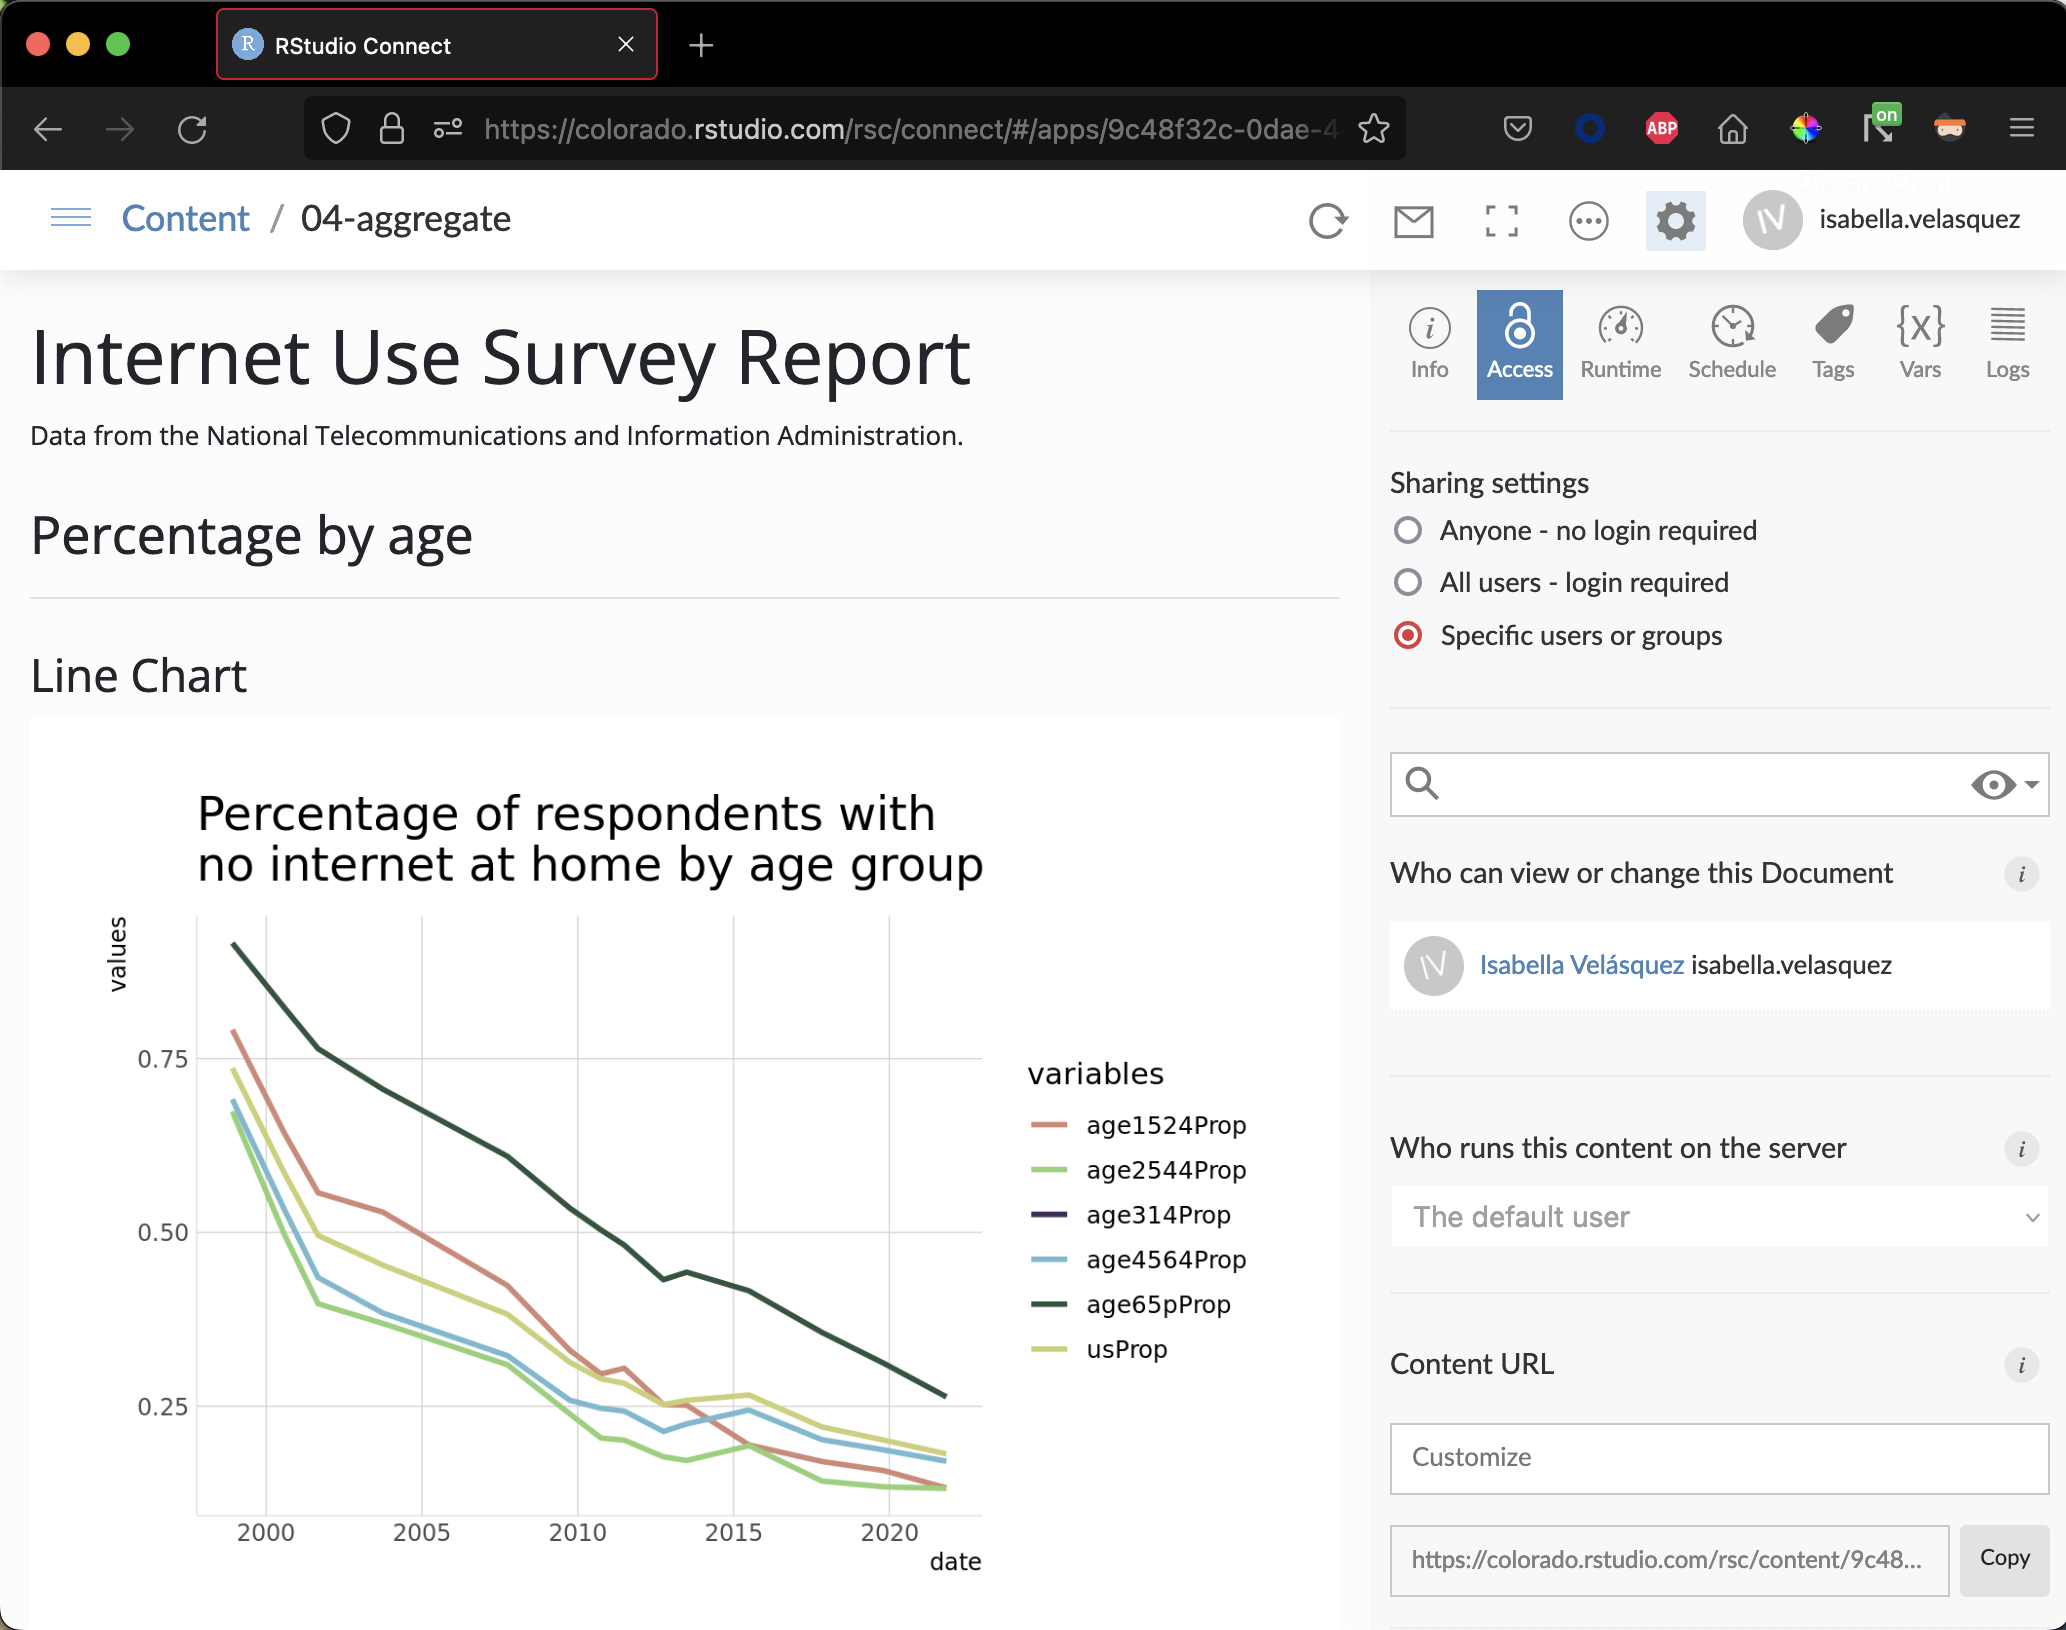 RStudio Connect
https://colorado.rstudio.com/rsc/connect/#/apps/9c48f32c-0dae-4
ABP
on
Content / 04-aggregate
isabella.velasquez
Internet Use Survey Report
Data from the National Telecommunications and Information Administration.
Percentage by age
Line Chart
Percentage of respondents with
no internet at home by age group
values
0.75
0.50
0.25
2000 2005 2010 2015 2020
date
variables
age1524Prop
age2544Prop
age314Prop
age4564Prop
age65pProp
usProp
Info Access Runtime Schedule Tags Vars Logs
Sharing settings
Anyone - no login required
All users - login required
Specific users or groups
Who can view or change this Document
IV
Isabella Velásquez isabella.velasquez
Who runs this content on the server
The default user
Content URL
Customize
https://colorado.rstudio.com/rsc/content/9c48...
Copy